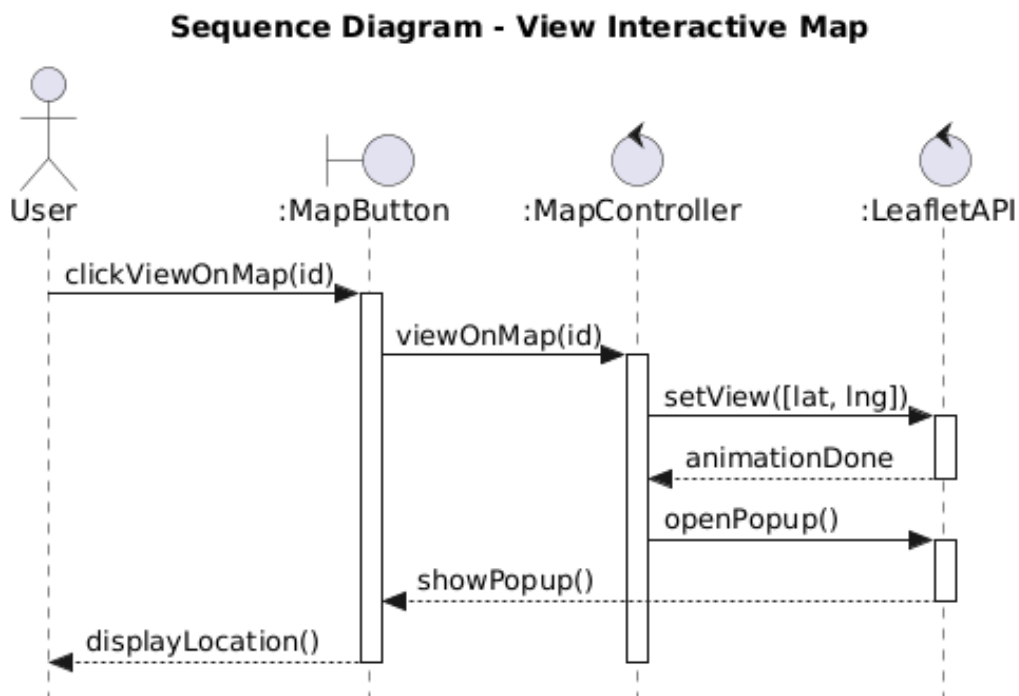 Sequence Diagram - View Interactive Map
User
:MapButton
:MapController
:LeafletAPI
clickViewOnMap(id)
viewOnMap(id)
setView([lat, lng])
animationDone
openPopup()
showPopup()
displayLocation()